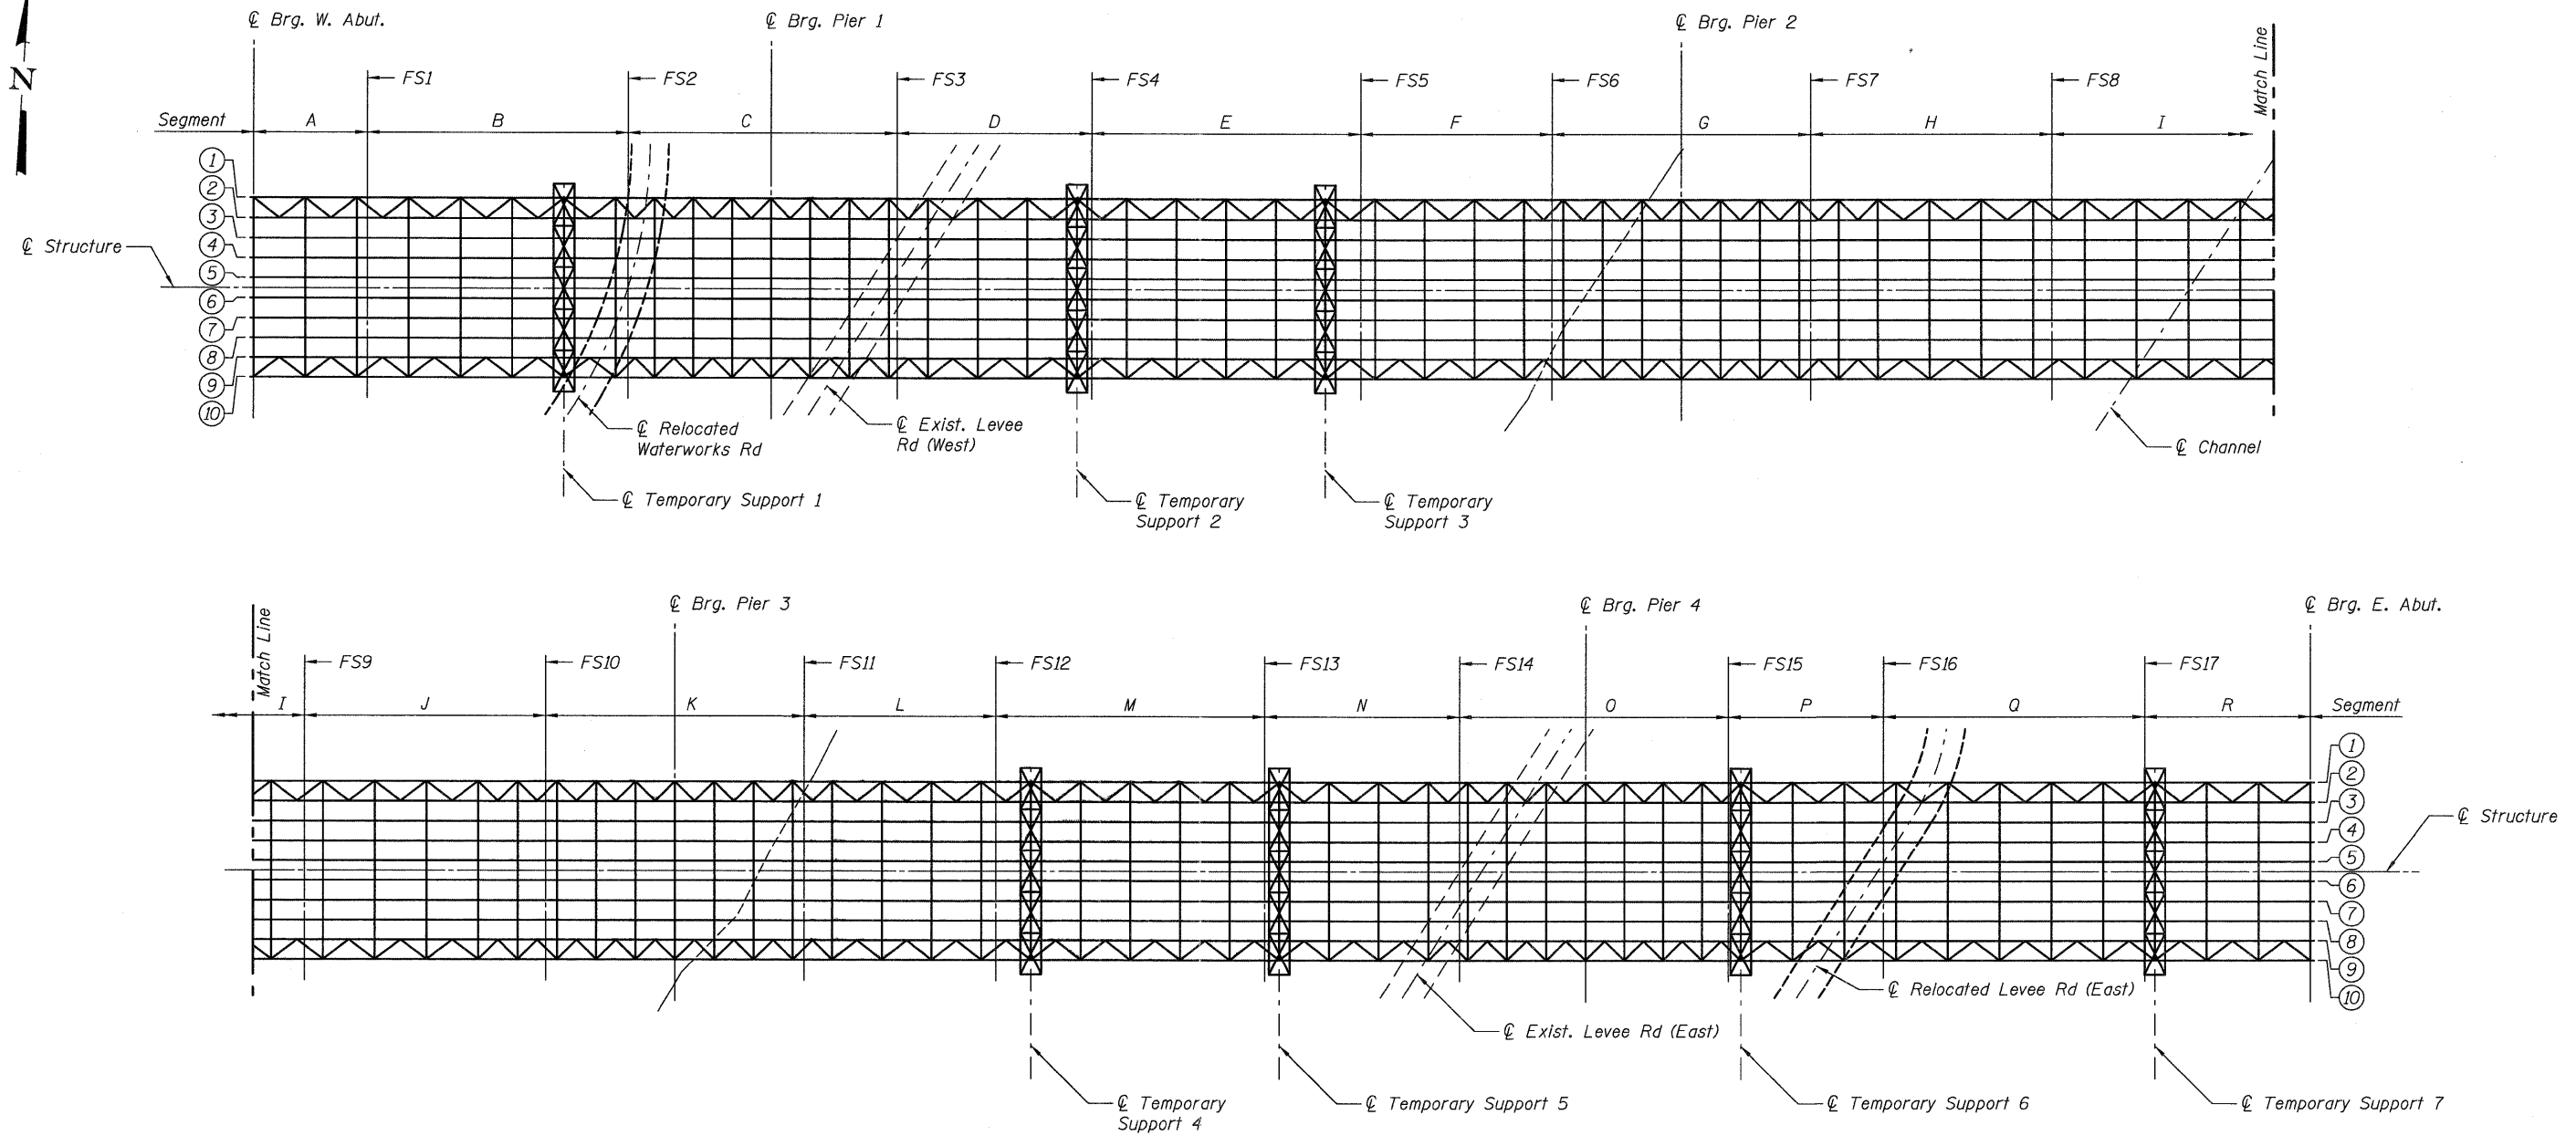 ℄ Brg. W. Abut.
℄ Brg. Pier 1
℄ Brg. Pier 2
Match Line
N
FS1
FS2
FS3
FS4
FS5
FS6
FS7
FS8
Segment
A
B
C
D
E
F
G
H
I
1
2
3
4
5
6
7
8
9
10
℄ Structure
℄ Relocated
Waterworks Rd
℄ Exist. Levee
Rd (West)
℄ Channel
℄ Temporary Support 1
℄ Temporary
Support 2
℄ Temporary
Support 3
Match Line
℄ Brg. Pier 3
℄ Brg. Pier 4
℄ Brg. E. Abut.
FS9
FS10
FS11
FS12
FS13
FS14
FS15
FS16
FS17
I
J
K
L
M
N
O
P
Q
R
Segment
1
2
3
4
5
6
7
8
9
10
℄ Structure
℄ Relocated Levee Rd (East)
℄ Exist. Levee Rd (East)
℄ Temporary
Support 4
℄ Temporary Support 5
℄ Temporary Support 6
℄ Temporary Support 7